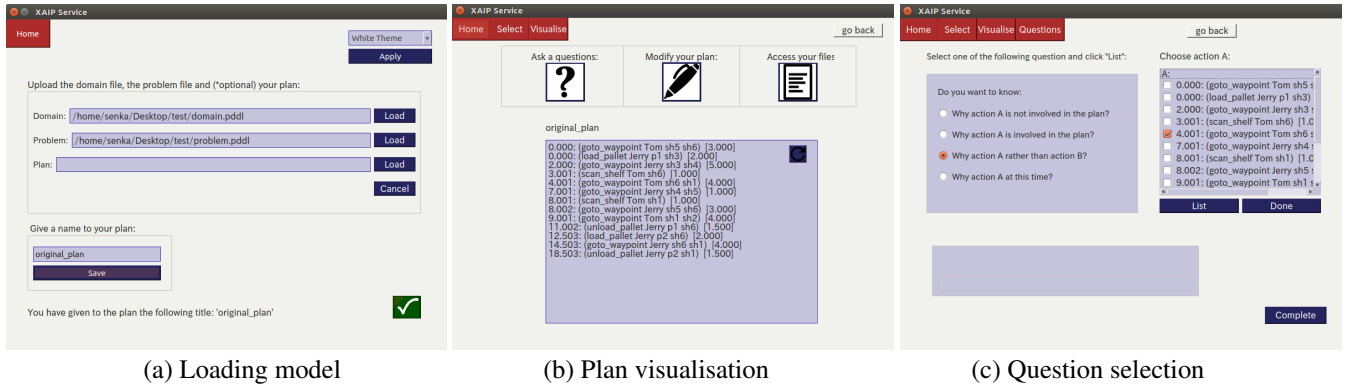 XAIP Service
Home
White Theme
Apply
Upload the domain file, the problem file and (*optional) your plan:
Domain: /home/senka/Desktop/test/domain.pddl Load
Problem: /home/senka/Desktop/test/problem.pddl Load
Plan: Load
Cancel
Give a name to your plan:
original_plan
Save
You have given to the plan the following title: 'original_plan'
(a) Loading model
XAIP Service
Home Select Visualise
go back
Ask a questions: Modify your plan: Access your files
original_plan
0.000: (goto_waypoint Tom sh5 sh6) [3.000]
0.000: (load_pallet Jerry p1 sh3) [2.000]
2.000: (goto_waypoint Jerry sh3 sh4) [5.000]
3.001: (scan_shelf Tom sh6) [1.000]
4.001: (goto_waypoint Tom sh6 sh1) [4.000]
7.001: (goto_waypoint Jerry sh4 sh5) [1.000]
8.001: (scan_shelf Tom sh1) [1.000]
8.002: (goto_waypoint Jerry sh5 sh6) [3.000]
9.001: (goto_waypoint Tom sh1 sh2) [4.000]
11.002: (unload_pallet Jerry p1 sh6) [1.500]
12.503: (load_pallet Jerry p2 sh6) [2.000]
14.503: (goto_waypoint Jerry sh6 sh1) [4.000]
18.503: (unload_pallet Jerry p2 sh1) [1.500]
(b) Plan visualisation
XAIP Service
Home Select Visualise Questions
go back
Select one of the following question and click "List":
Do you want to know:
Why action A is not involved in the plan?
Why action A is involved in the plan?
Why action A rather than action B?
Why action A at this time?
Choose action A:
A:
0.000: (goto_waypoint Tom sh5 s
0.000: (load_pallet Jerry p1 sh3)
2.000: (goto_waypoint Jerry sh3 s
3.001: (scan_shelf Tom sh6) [1.0
4.001: (goto_waypoint Tom sh6 s
7.001: (goto_waypoint Jerry sh4 s
8.001: (scan_shelf Tom sh1) [1.0
8.002: (goto_waypoint Jerry sh5 s
9.001: (goto_waypoint Tom sh1 s
List Done
Complete
(c) Question selection